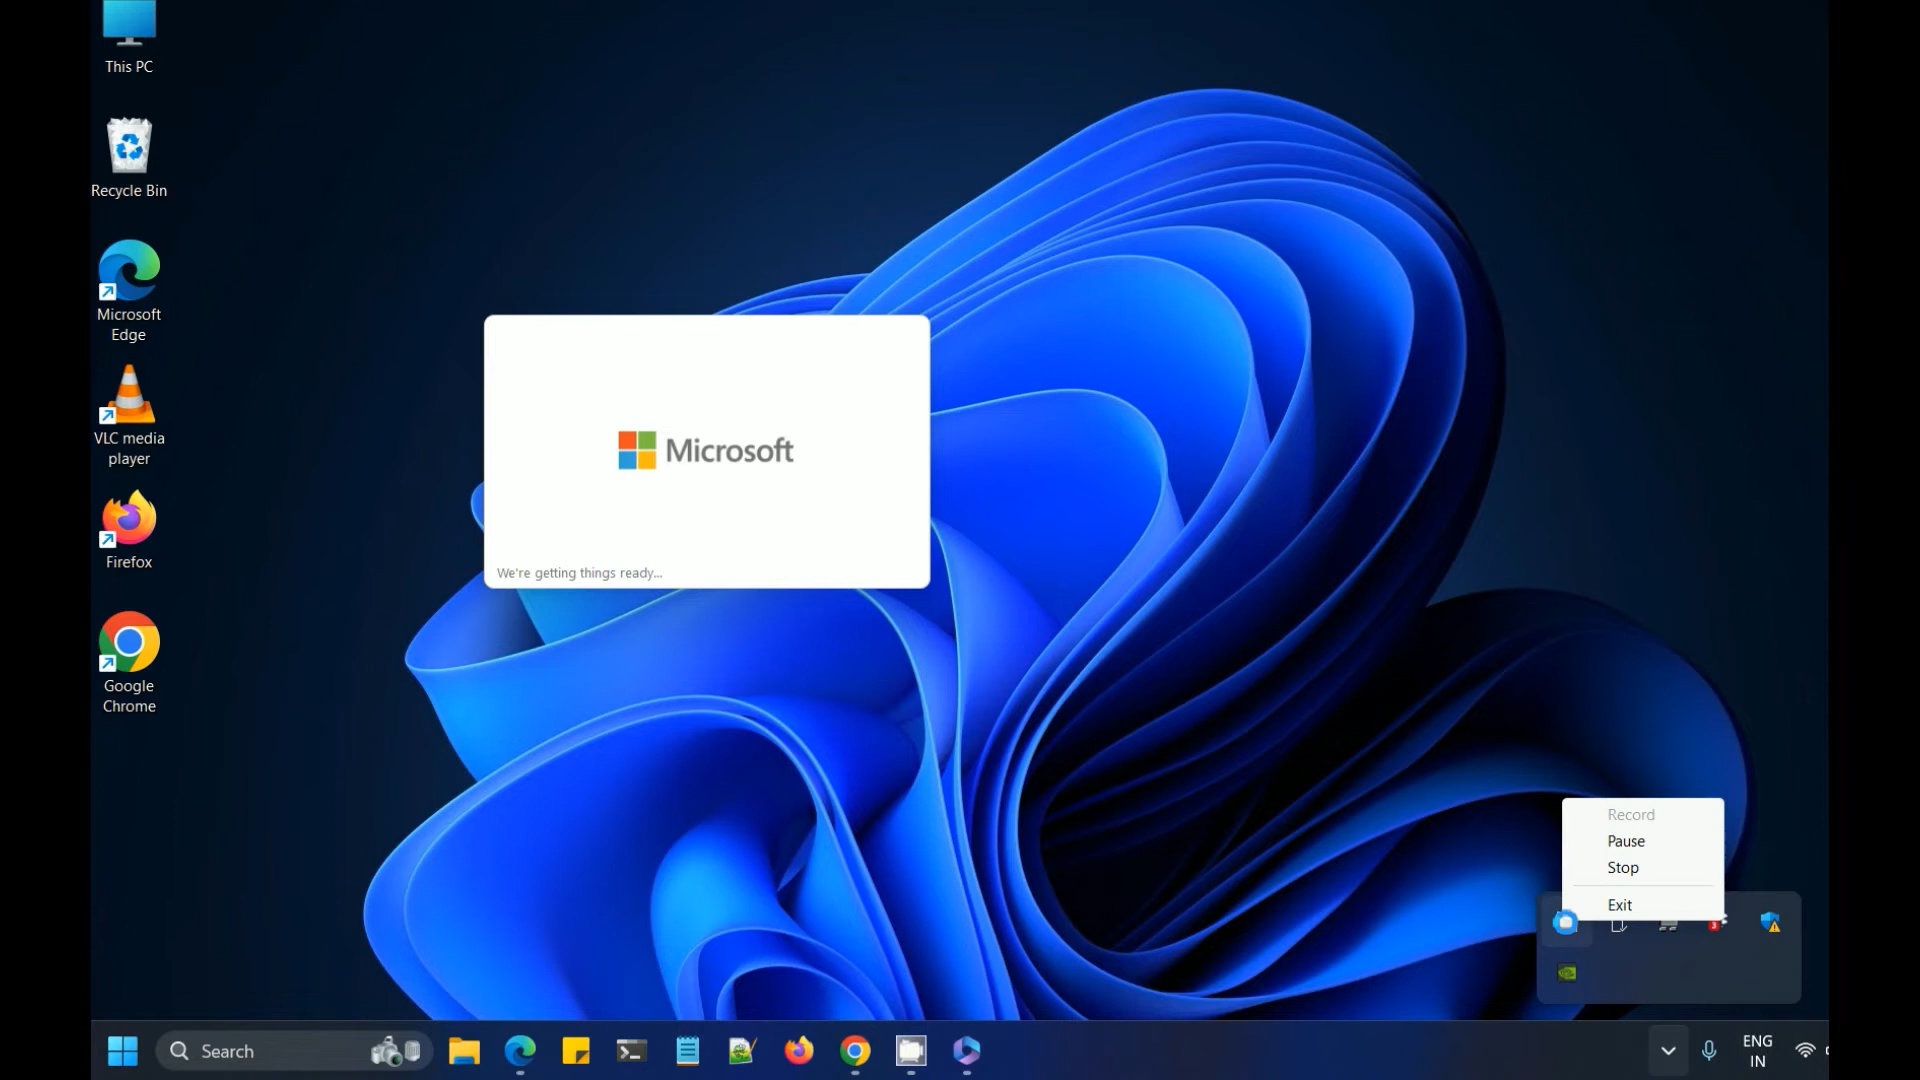 This PC
Recycle Bin
Microsoft
Edge
VLC media
player
Firefox
Google
Chrome
Microsoft
We're getting things ready...
Record
Pause
Stop
Exit
3
Search
ENG
IN